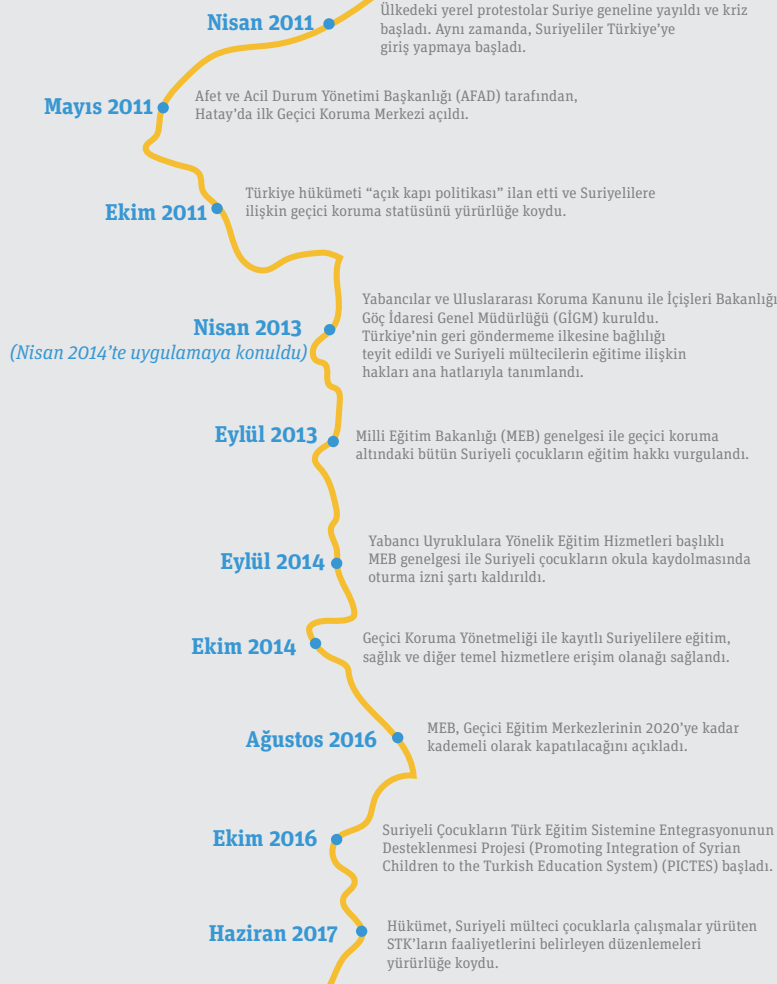 Nisan 2011
Ülkedeki yerel protestolar Suriye geneline yayıldı ve kriz
başladı. Aynı zamanda, Suriyeliler Türkiye'ye
giriş yapmaya başladı.
Mayıs 2011
Afet ve Acil Durum Yönetimi Başkanlığı (AFAD) tarafından,
Hatay'da ilk Geçici Koruma Merkezi açıldı.
Ekim 2011
Türkiye hükümeti “açık kapı politikası” ilan etti ve Suriyelilere
ilişkin geçici koruma statüsünü yürürlüğe koydu.
Nisan 2013
(Nisan 2014'te uygulamaya konuldu)
Yabancılar ve Uluslararası Koruma Kanunu ile İçişleri Bakanlığı
Göç İdaresi Genel Müdürlüğü (GİGM) kuruldu.
Türkiye'nin geri göndermeme ilkesine bağlılığı
teyit edildi ve Suriyeli mültecilerin eğitime ilişkin
hakları ana hatlarıyla tanımlandı.
Eylül 2013
Milli Eğitim Bakanlığı (MEB) genelgesi ile geçici koruma
altındaki bütün Suriyeli çocukların eğitim hakkı vurgulandı.
Eylül 2014
Yabancı Uyruklulara Yönelik Eğitim Hizmetleri başlıklı
MEB genelgesi ile Suriyeli çocukların okula kaydolmasında
oturma izni şartı kaldırıldı.
Ekim 2014
Geçici Koruma Yönetmeliği ile kayıtlı Suriyelilere eğitim,
sağlık ve diğer temel hizmetlere erişim olanağı sağlandı.
Ağustos 2016
MEB, Geçici Eğitim Merkezlerinin 2020'ye kadar
kademeli olarak kapatılacağını açıkladı.
Ekim 2016
Suriyeli Çocukların Türk Eğitim Sistemine Entegrasyonunun
Desteklenmesi Projesi (Promoting Integration of Syrian
Children to the Turkish Education System) (PICTES) başladı.
Haziran 2017
Hükümet, Suriyeli mülteci çocuklarla çalışmalar yürüten
STK'ların faaliyetlerini belirleyen düzenlemeleri
yürürlüğe koydu.